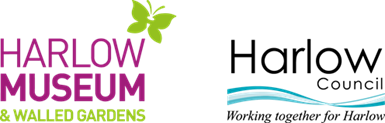 HARLOW
MUSEUM
& WALLED GARDENS
Harlow
Council
Working together for Harlow